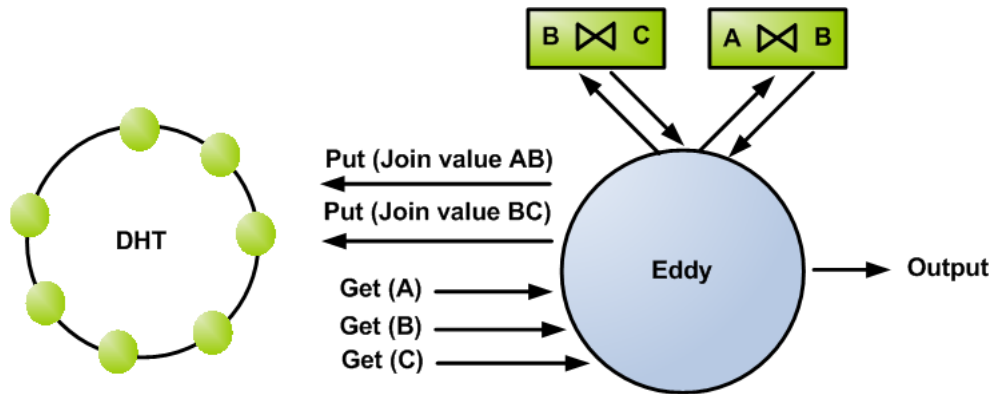 B ⋈ C
A ⋈ B
Put (Join value AB)
Put (Join value BC)
DHT
Get (A)
Get (B)
Get (C)
Eddy
Output